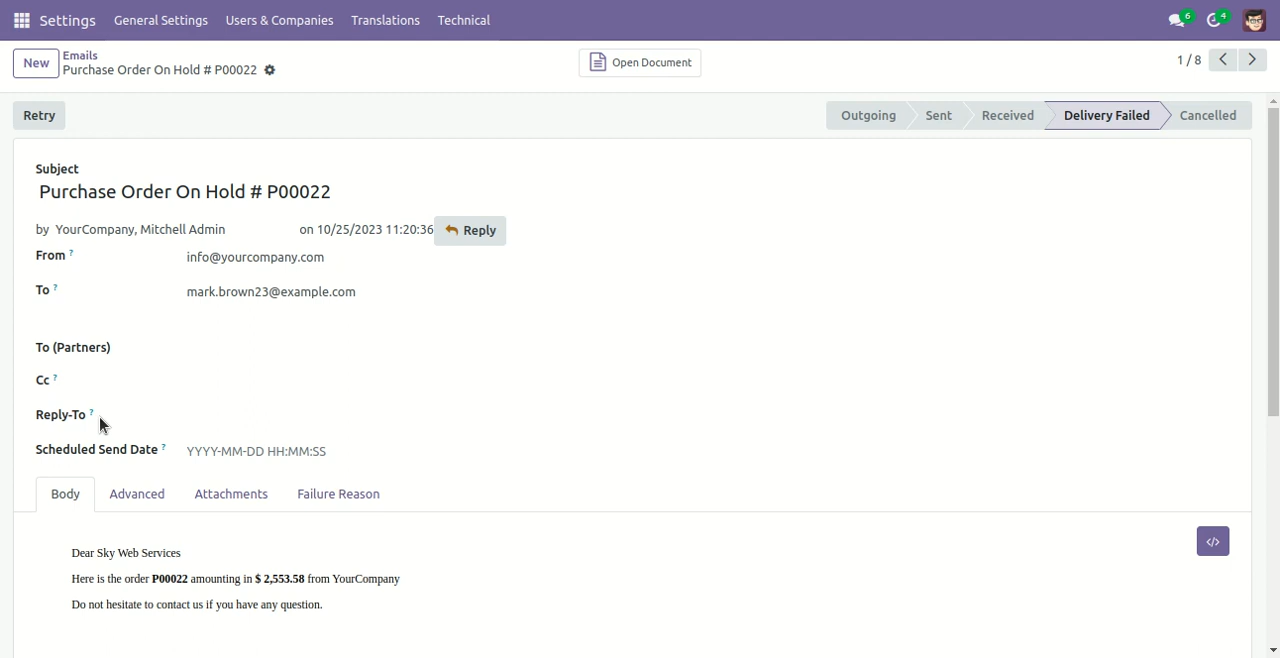 Settings General Settings Users & Companies Translations Technical 6 4
New Emails
Purchase Order On Hold # P00022
Open Document
1 / 8
Retry Outgoing Sent Received Delivery Failed Cancelled
Subject
Purchase Order On Hold # P00022
by YourCompany, Mitchell Admin on 10/25/2023 11:20:36 Reply
From ? info@yourcompany.com
To ? mark.brown23@example.com
To (Partners)
Cc ?
Reply-To ?
Scheduled Send Date ? YYYY-MM-DD HH:MM:SS
Body Advanced Attachments Failure Reason
</>
Dear Sky Web Services
Here is the order P00022 amounting in $ 2,553.58 from YourCompany
Do not hesitate to contact us if you have any question.